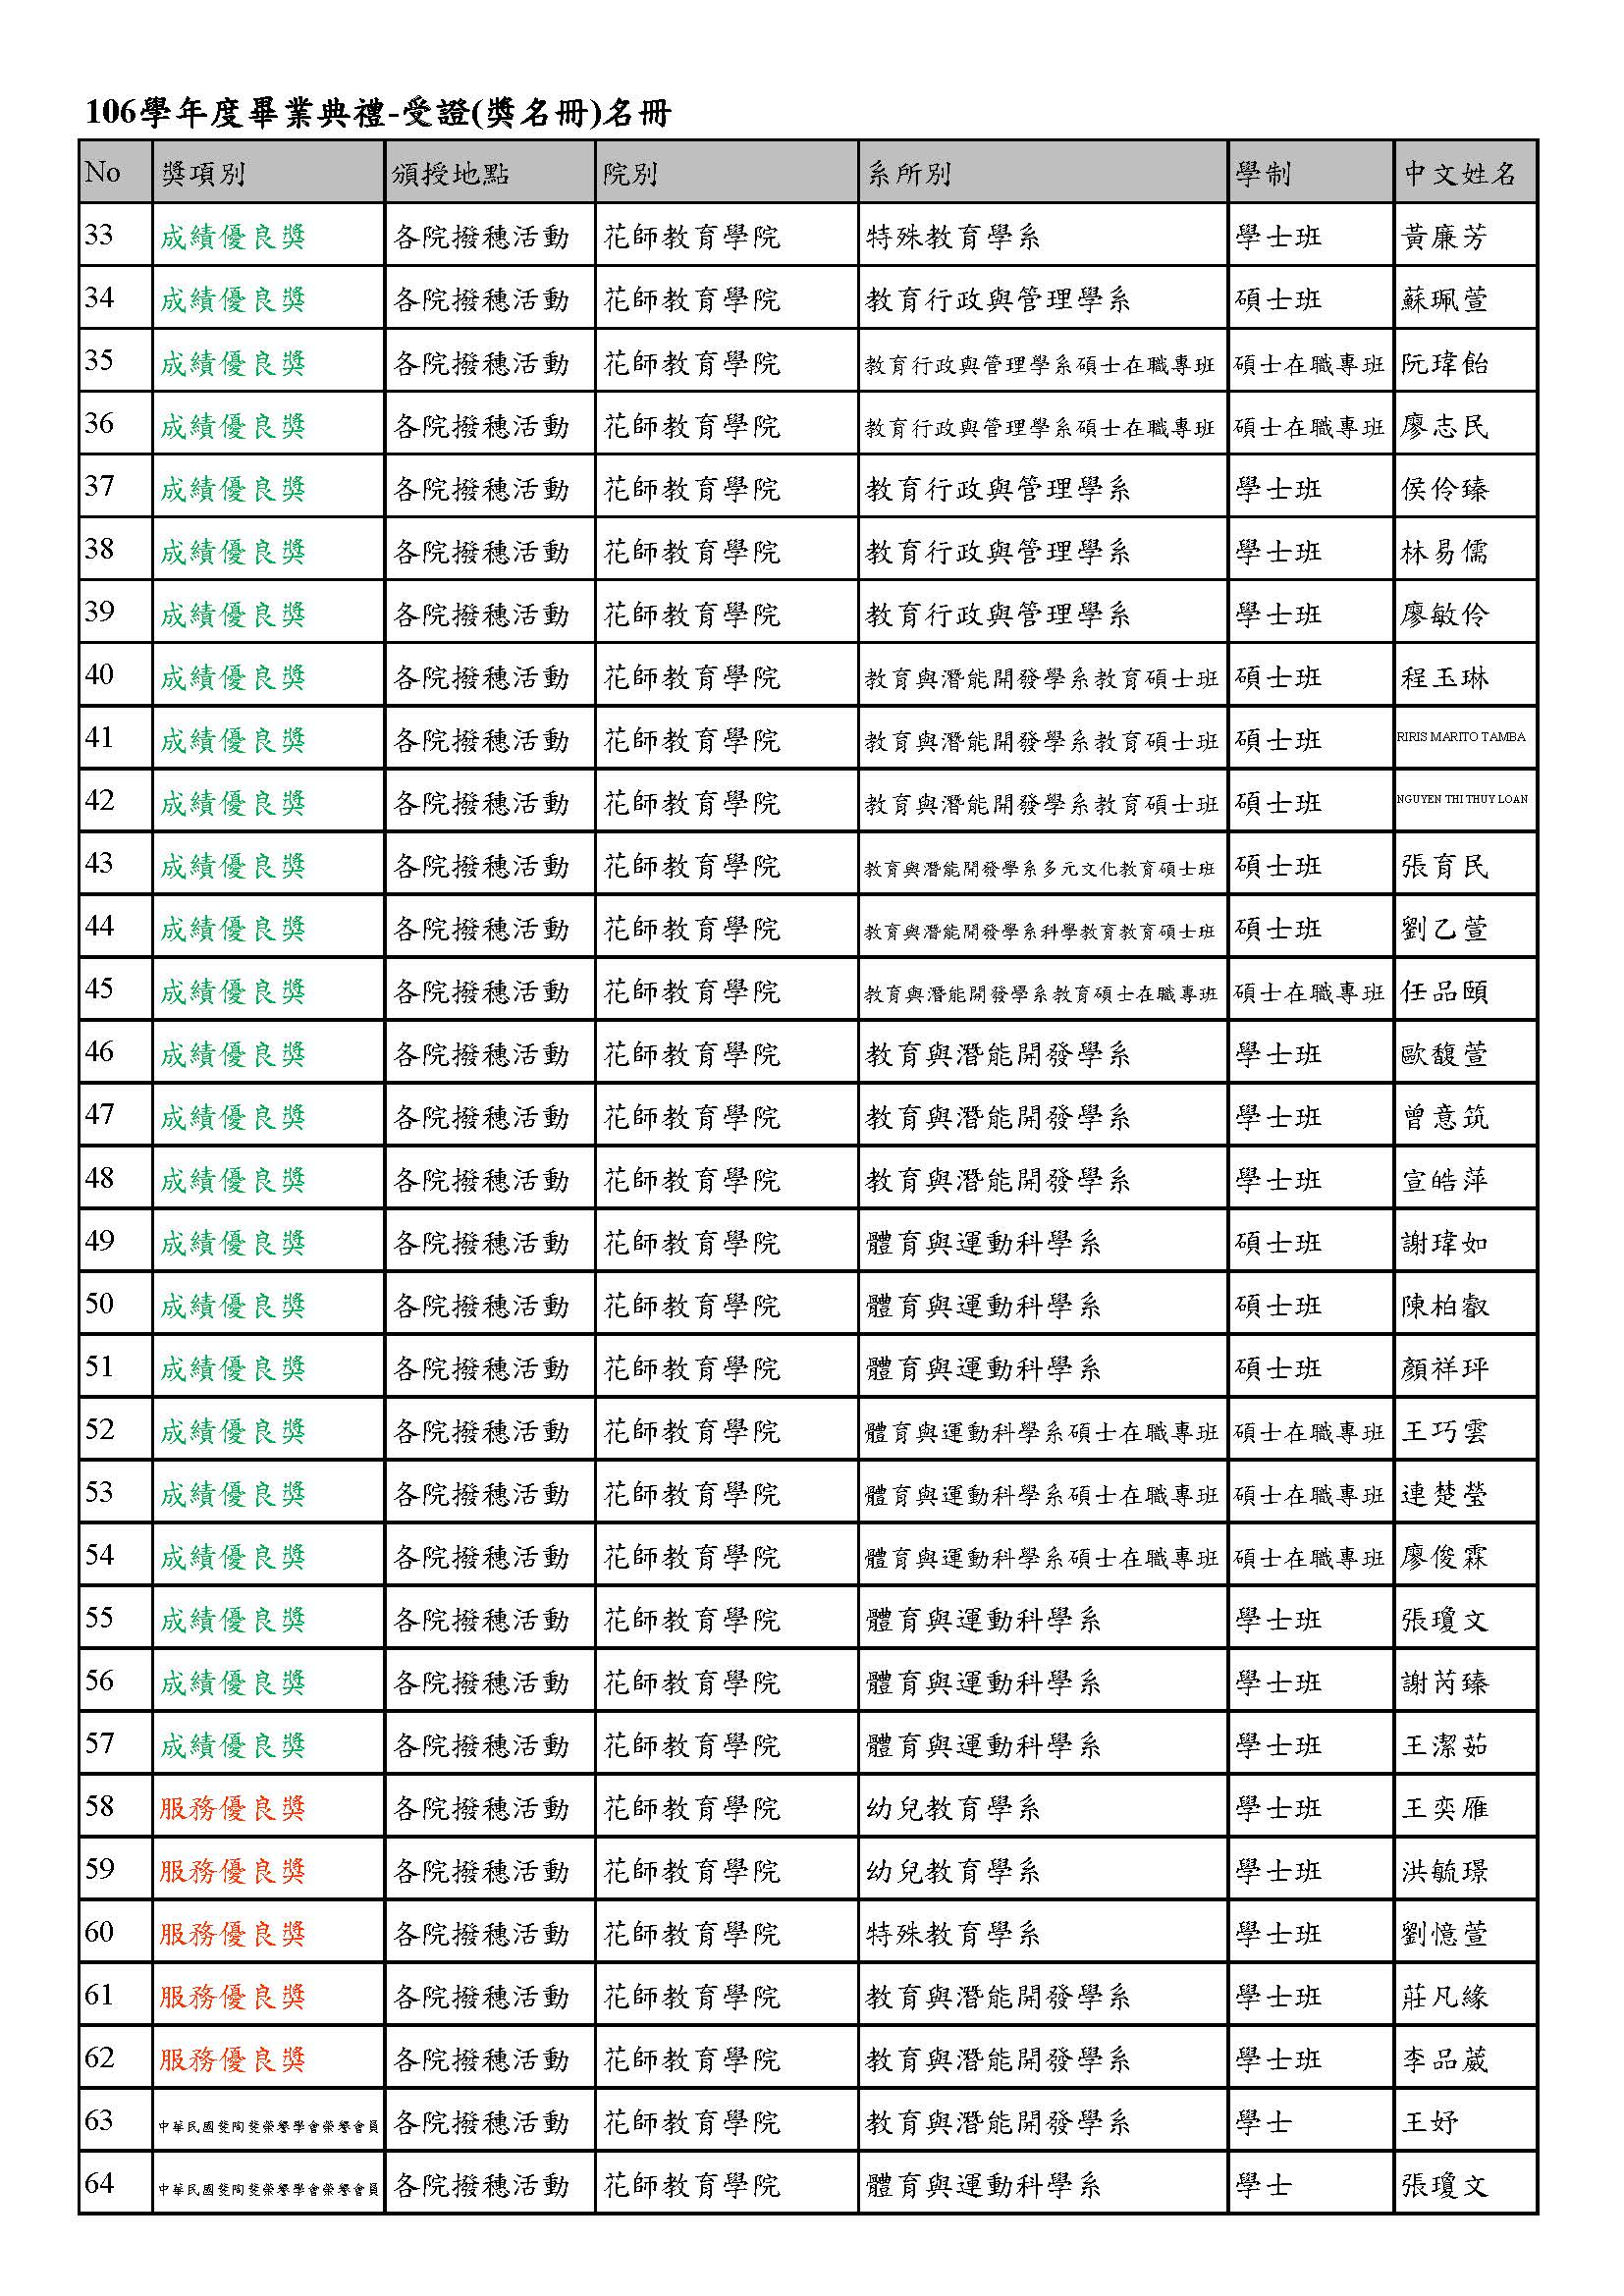 106學年度畢業典禮-受證(獎名冊)名冊
No 獎項別 頒授地點 院別 系所別 學制 中文姓名
33 成績優良獎 各院撥穗活動 花師教育學院 特殊教育學系 學士班 黃廉芳
34 成績優良獎 各院撥穗活動 花師教育學院 教育行政與管理學系 碩士班 蘇珮萱
35 成績優良獎 各院撥穗活動 花師教育學院 教育行政與管理學系碩士在職專班 碩士在職專班 阮瑋飴
36 成績優良獎 各院撥穗活動 花師教育學院 教育行政與管理學系碩士在職專班 碩士在職專班 廖志民
37 成績優良獎 各院撥穗活動 花師教育學院 教育行政與管理學系 學士班 侯伶臻
38 成績優良獎 各院撥穗活動 花師教育學院 教育行政與管理學系 學士班 林易儒
39 成績優良獎 各院撥穗活動 花師教育學院 教育行政與管理學系 學士班 廖敏伶
40 成績優良獎 各院撥穗活動 花師教育學院 教育與潛能開發學系教育碩士班 碩士班 程玉琳
41 成績優良獎 各院撥穗活動 花師教育學院 教育與潛能開發學系教育碩士班 碩士班 RIRIS MARITO TAMBA
42 成績優良獎 各院撥穗活動 花師教育學院 教育與潛能開發學系教育碩士班 碩士班 NGUYEN THI THUY LOAN
43 成績優良獎 各院撥穗活動 花師教育學院 教育與潛能開發學系多元文化教育碩士班 碩士班 張育民
44 成績優良獎 各院撥穗活動 花師教育學院 教育與潛能開發學系科學教育教育碩士班 碩士班 劉乙萱
45 成績優良獎 各院撥穗活動 花師教育學院 教育與潛能開發學系教育碩士在職專班 碩士在職專班 任品頤
46 成績優良獎 各院撥穗活動 花師教育學院 教育與潛能開發學系 學士班 歐馥萱
47 成績優良獎 各院撥穗活動 花師教育學院 教育與潛能開發學系 學士班 曾意筑
48 成績優良獎 各院撥穗活動 花師教育學院 教育與潛能開發學系 學士班 宣皓萍
49 成績優良獎 各院撥穗活動 花師教育學院 體育與運動科學系 碩士班 謝瑋如
50 成績優良獎 各院撥穗活動 花師教育學院 體育與運動科學系 碩士班 陳柏叡
51 成績優良獎 各院撥穗活動 花師教育學院 體育與運動科學系 碩士班 顏祥玶
52 成績優良獎 各院撥穗活動 花師教育學院 體育與運動科學系碩士在職專班 碩士在職專班 王巧雲
53 成績優良獎 各院撥穗活動 花師教育學院 體育與運動科學系碩士在職專班 碩士在職專班 連楚瑩
54 成績優良獎 各院撥穗活動 花師教育學院 體育與運動科學系碩士在職專班 碩士在職專班 廖俊霖
55 成績優良獎 各院撥穗活動 花師教育學院 體育與運動科學系 學士班 張瓊文
56 成績優良獎 各院撥穗活動 花師教育學院 體育與運動科學系 學士班 謝芮臻
57 成績優良獎 各院撥穗活動 花師教育學院 體育與運動科學系 學士班 王潔茹
58 服務優良獎 各院撥穗活動 花師教育學院 幼兒教育學系 學士班 王奕雁
59 服務優良獎 各院撥穗活動 花師教育學院 幼兒教育學系 學士班 洪毓璟
60 服務優良獎 各院撥穗活動 花師教育學院 特殊教育學系 學士班 劉憶萱
61 服務優良獎 各院撥穗活動 花師教育學院 教育與潛能開發學系 學士班 莊凡緣
62 服務優良獎 各院撥穗活動 花師教育學院 教育與潛能開發學系 學士班 李品葳
63 中華民國斐陶斐榮譽學會榮譽會員 各院撥穗活動 花師教育學院 教育與潛能開發學系 學士 王妤
64 中華民國斐陶斐榮譽學會榮譽會員 各院撥穗活動 花師教育學院 體育與運動科學系 學士 張瓊文